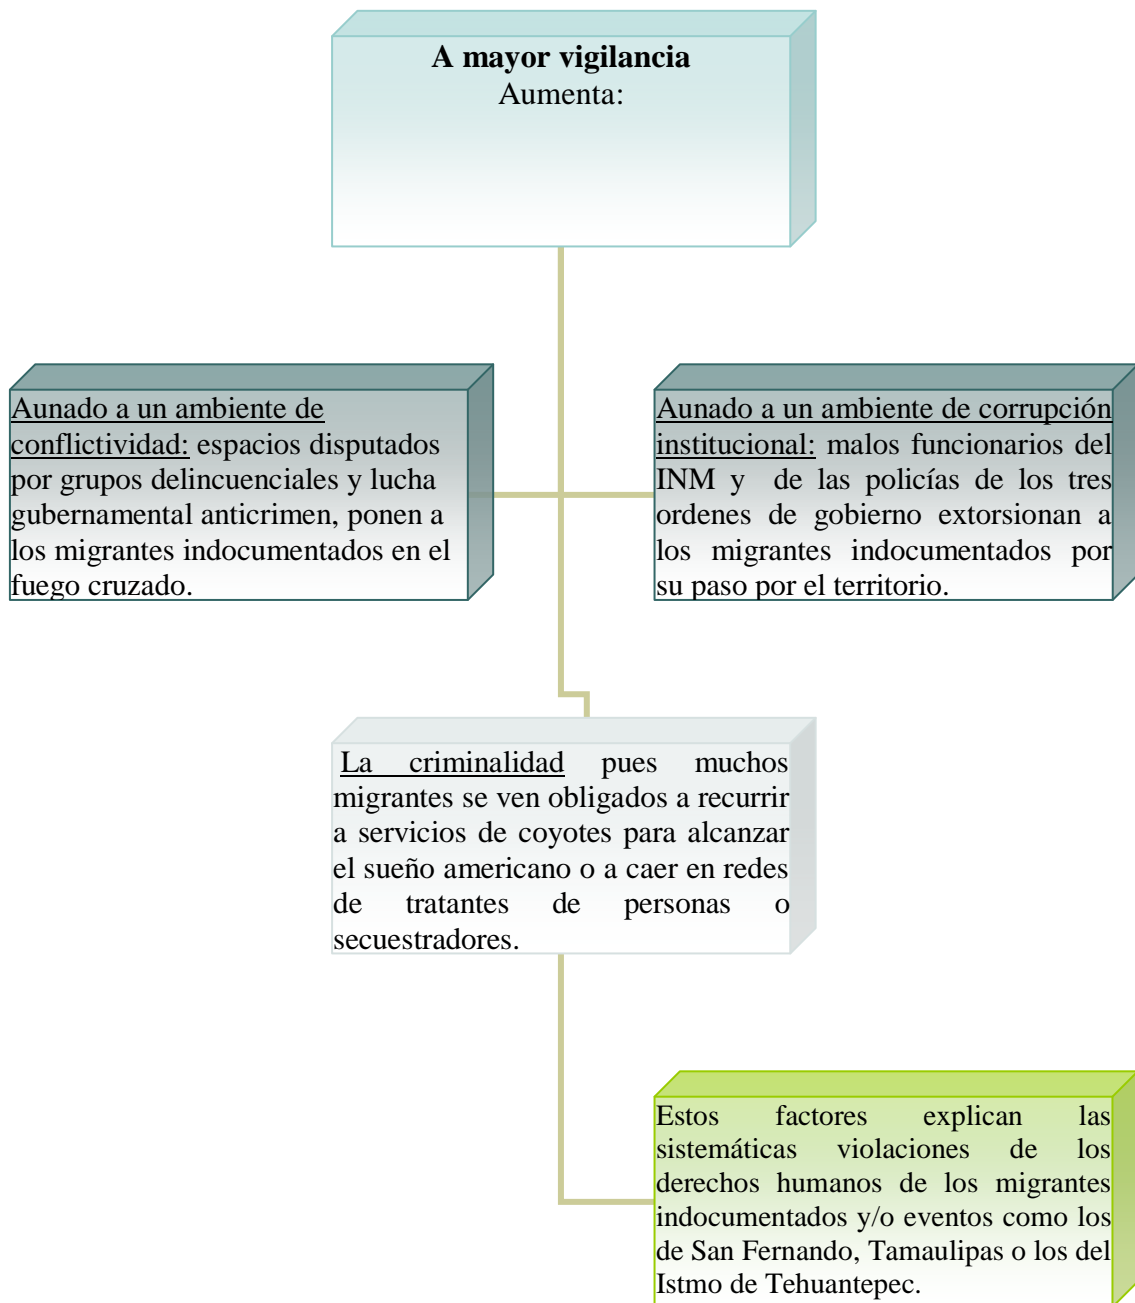 A mayor vigilancia
Aumenta:
Aunado a un ambiente de
conflictividad: espacios disputados
por grupos delincuenciales y lucha
gubernamental anticrimen, ponen a
los migrantes indocumentados en el
fuego cruzado.
Aunado a un ambiente de corrupción
institucional: malos funcionarios del
INM y de las policías de los tres
ordenes de gobierno extorsionan a
los migrantes indocumentados por
su paso por el territorio.
La criminalidad pues muchos
migrantes se ven obligados a recurrir
a servicios de coyotes para alcanzar
el sueño americano o a caer en redes
de tratantes de personas o
secuestradores.
Estos factores explican las
sistemáticas violaciones de los
derechos humanos de los migrantes
indocumentados y/o eventos como los
de San Fernando, Tamaulipas o los del
Istmo de Tehuantepec.